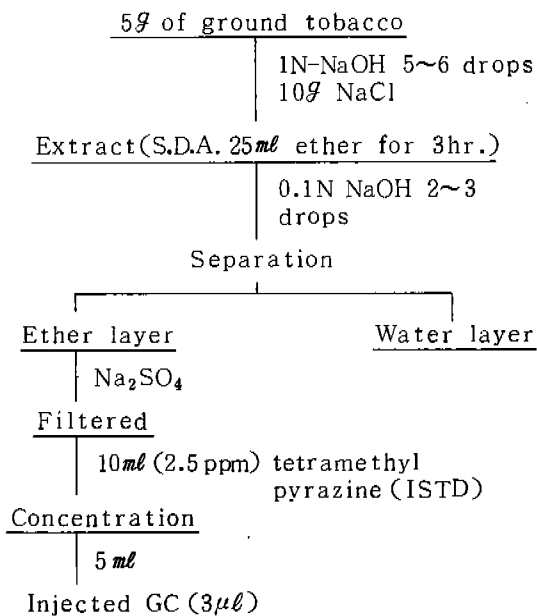 5g of ground tobacco
1N-NaOH 5~6 drops
10g NaCl
Extract(S.D.A. 25ml ether for 3hr.)
0.1N NaOH 2~3
drops
Separation
Ether layer
Water layer
Na₂SO₄
Filtered
10ml (2.5 ppm) tetramethyl
pyrazine (ISTD)
Concentration
5 ml
Injected GC (3μl)